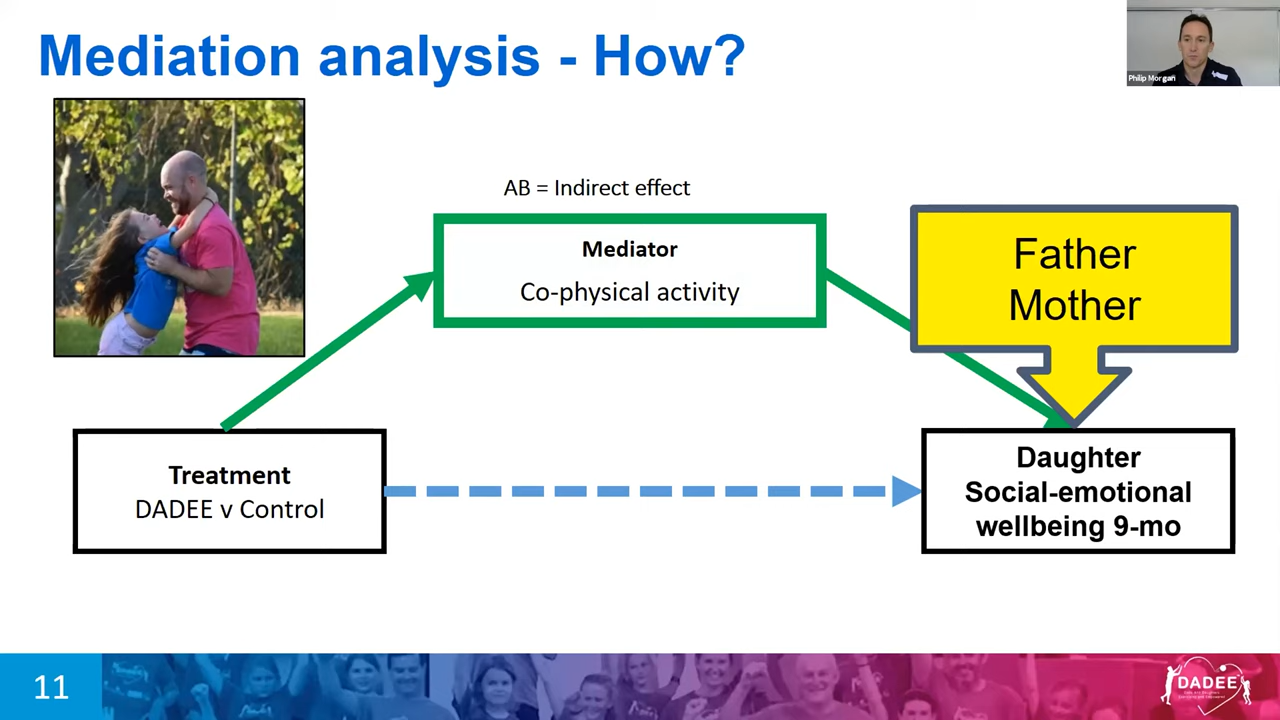 Mediation analysis - How?
Philip Morgan
AB = Indirect effect
Mediator
Co-physical activity
Father
Mother
Treatment
DADEE v Control
Daughter
Social-emotional
wellbeing 9-mo
11
DADEE